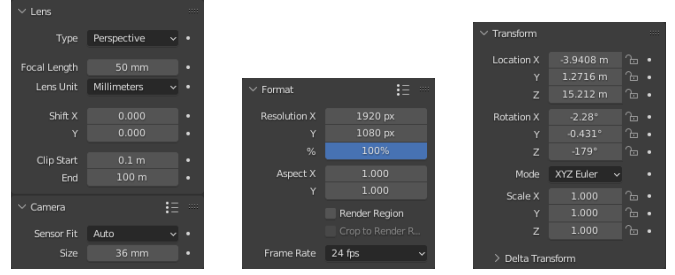 Lens
Type Perspective
Focal Length 50 mm
Lens Unit Millimeters
Shift X 0.000
Y 0.000
Clip Start 0.1 m
End 100 m
Camera
Sensor Fit Auto
Size 36 mm
Format
Resolution X 1920 px
Y 1080 px
% 100%
Aspect X 1.000
Y 1.000
Render Region
Crop to Render R...
Frame Rate 24 fps
Transform
Location X -3.9408 m
Y 1.2716 m
Z 15.212 m
Rotation X -2.28°
Y -0.431°
Z -179°
Mode XYZ Euler
Scale X 1.000
Y 1.000
Z 1.000
Delta Transform